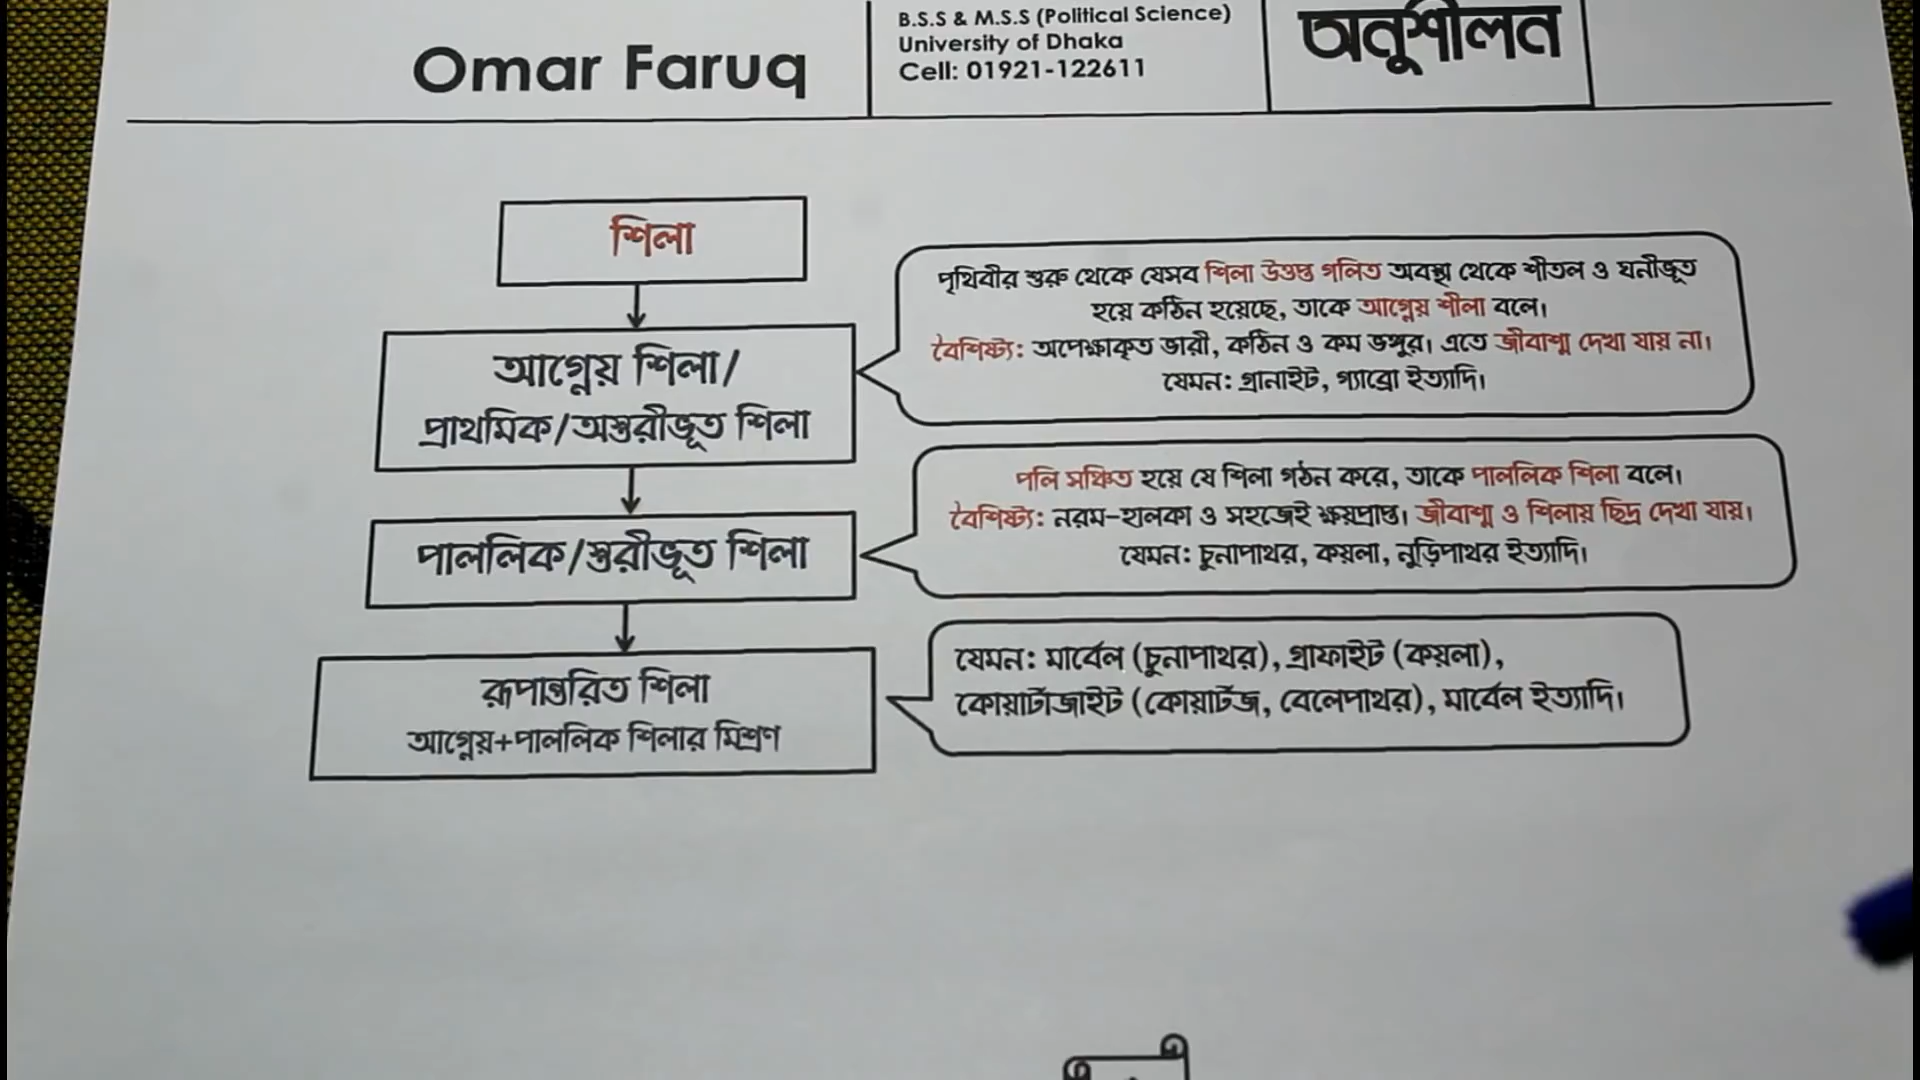 Omar Faruq
B.S.S & M.S.S (Political Science)
University of Dhaka
Cell: 01921-122611
অনুশীলন
শিলা
আগ্নেয় শিলা/
প্রাথমিক/অস্তরীভূত শিলা
পৃথিবীর শুরু থেকে যেসব শিলা উত্তপ্ত গলিত অবস্থা থেকে শীতল ও ঘনীভূত
হয়ে কঠিন হয়েছে, তাকে আগ্নেয় শীলা বলে।
বৈশিষ্ট্য: অপেক্ষাকৃত ভারী, কঠিন ও কম ভঙ্গুর। এতে জীবাশ্ম দেখা যায় না।
যেমন: গ্রানাইট, গ্যাব্রো ইত্যাদি।
পাললিক/স্তরীভূত শিলা
পলি সঞ্চিত হয়ে যে শিলা গঠন করে, তাকে পাললিক শিলা বলে।
বৈশিষ্ট্য: নরম-হালকা ও সহজেই ক্ষয়প্রাপ্ত। জীবাশ্ম ও শিলায় ছিদ্র দেখা যায়।
যেমন: চুনাপাথর, কয়লা, নুড়িপাথর ইত্যাদি।
রূপান্তরিত শিলা
আগ্নেয়+পাললিক শিলার মিশ্রণ
যেমন: মার্বেল (চুনাপাথর), গ্রাফাইট (কয়লা),
কোয়ার্টজাইট (কোয়ার্টজ, বেলেপাথর), মার্বেল ইত্যাদি।